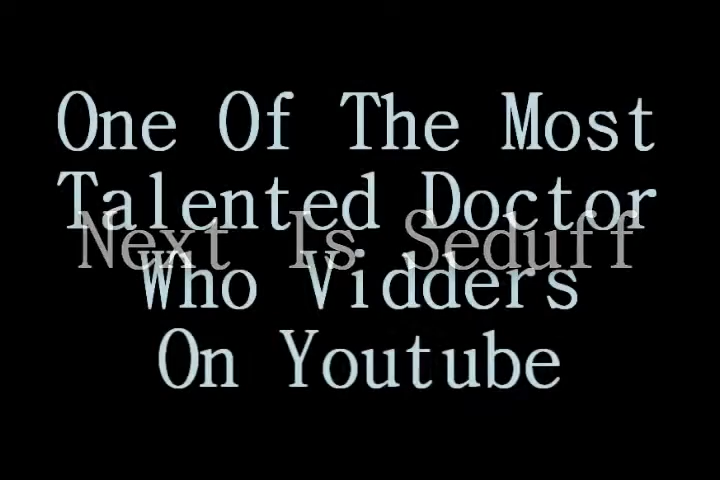 One Of The Most
Talented Doctor
Next Is Seduff
Who Vidders
On Youtube